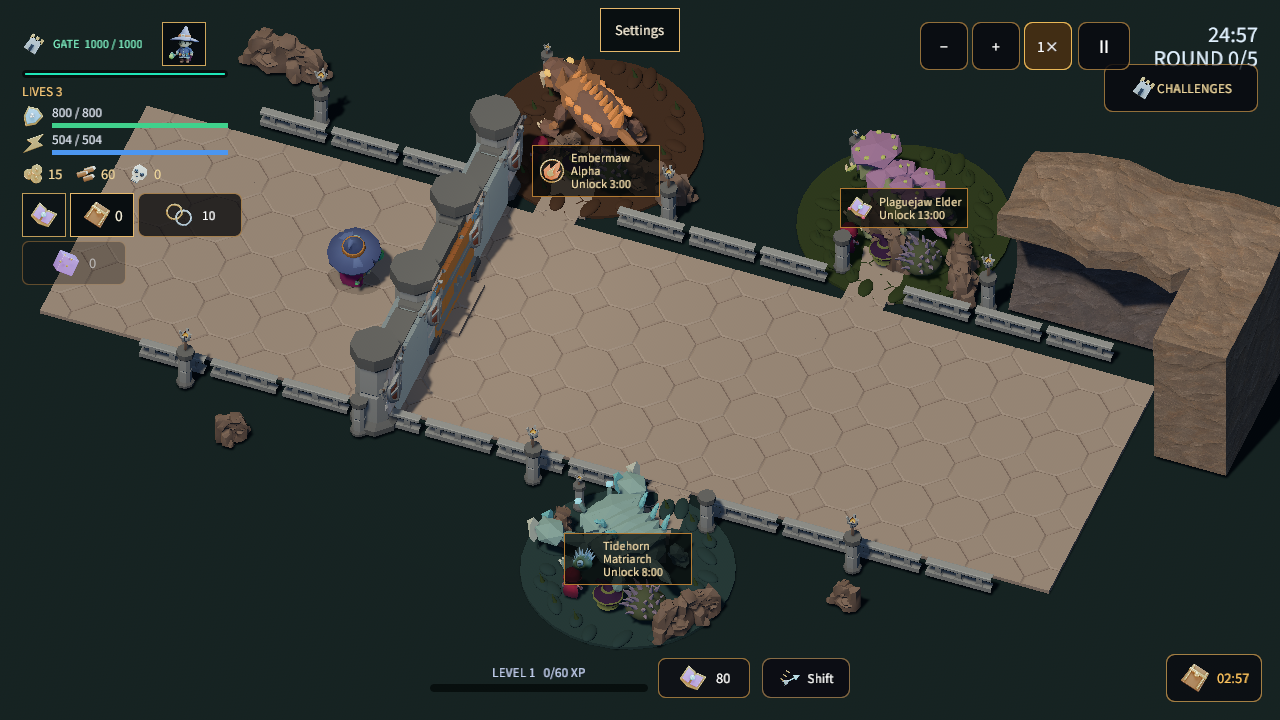 GATE 1000 / 1000
Settings
−
+
1×
24:57
ROUND 0/5
CHALLENGES
LIVES 3
800 / 800
504 / 504
15
60
0
0
10
0
Embermaw
Alpha
Unlock 3:00
Plaguejaw Elder
Unlock 13:00
Tidehorn
Matriarch
Unlock 8:00
LEVEL 1 0/60 XP
80
Shift
02:57